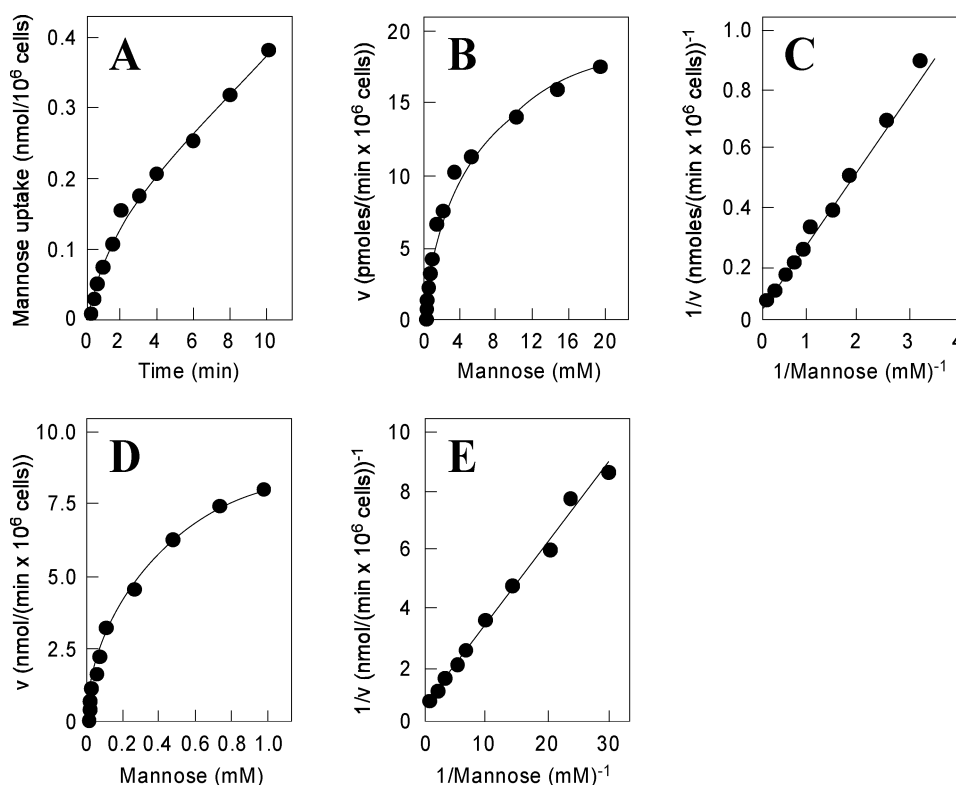 A
Mannose uptake (nmol/10⁶ cells)
0.4
0.3
0.2
0.1
0
0 2 4 6 8 10
Time (min)
B
v (pmoles/(min x 10⁶ cells))
20
15
10
5
0
0 4 8 12 16 20
Mannose (mM)
C
1/v (nmoles/(min x 10⁶ cells))⁻¹
1.0
0.8
0.6
0.4
0.2
0
0 1 2 3 4
1/Mannose (mM)⁻¹
D
v (nmol/(min x 10⁶ cells))
10.0
7.5
5.0
2.5
0
0 0.2 0.4 0.6 0.8 1.0
Mannose (mM)
E
1/v (nmol/(min x 10⁶ cells))⁻¹
10
8
6
4
2
0
0 10 20 30
1/Mannose (mM)⁻¹